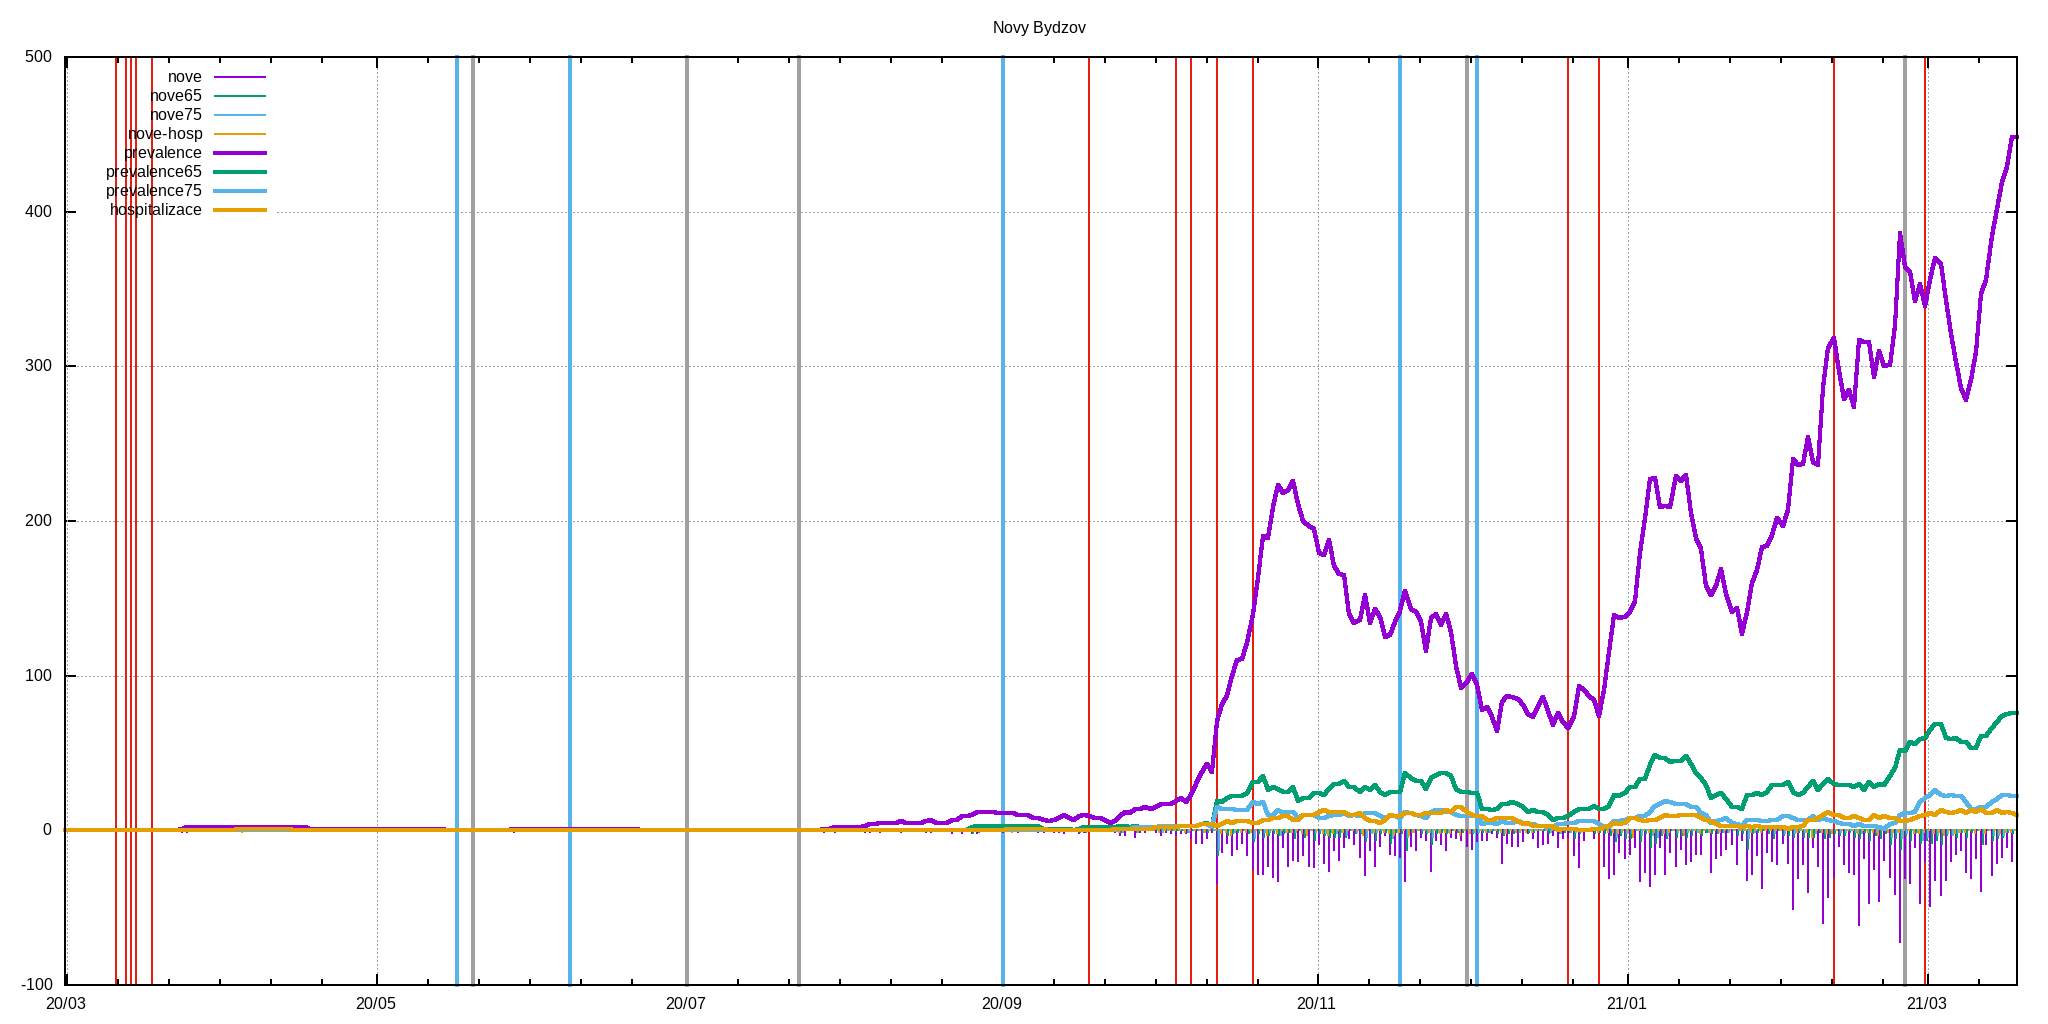 Novy Bydzov
500
400
300
200
100
0
-100
nove
nove65
nove75
nove-hosp
prevalence
prevalence65
prevalence75
hospitalizace
20/03 20/05 20/07 20/09 20/11 21/01 21/03